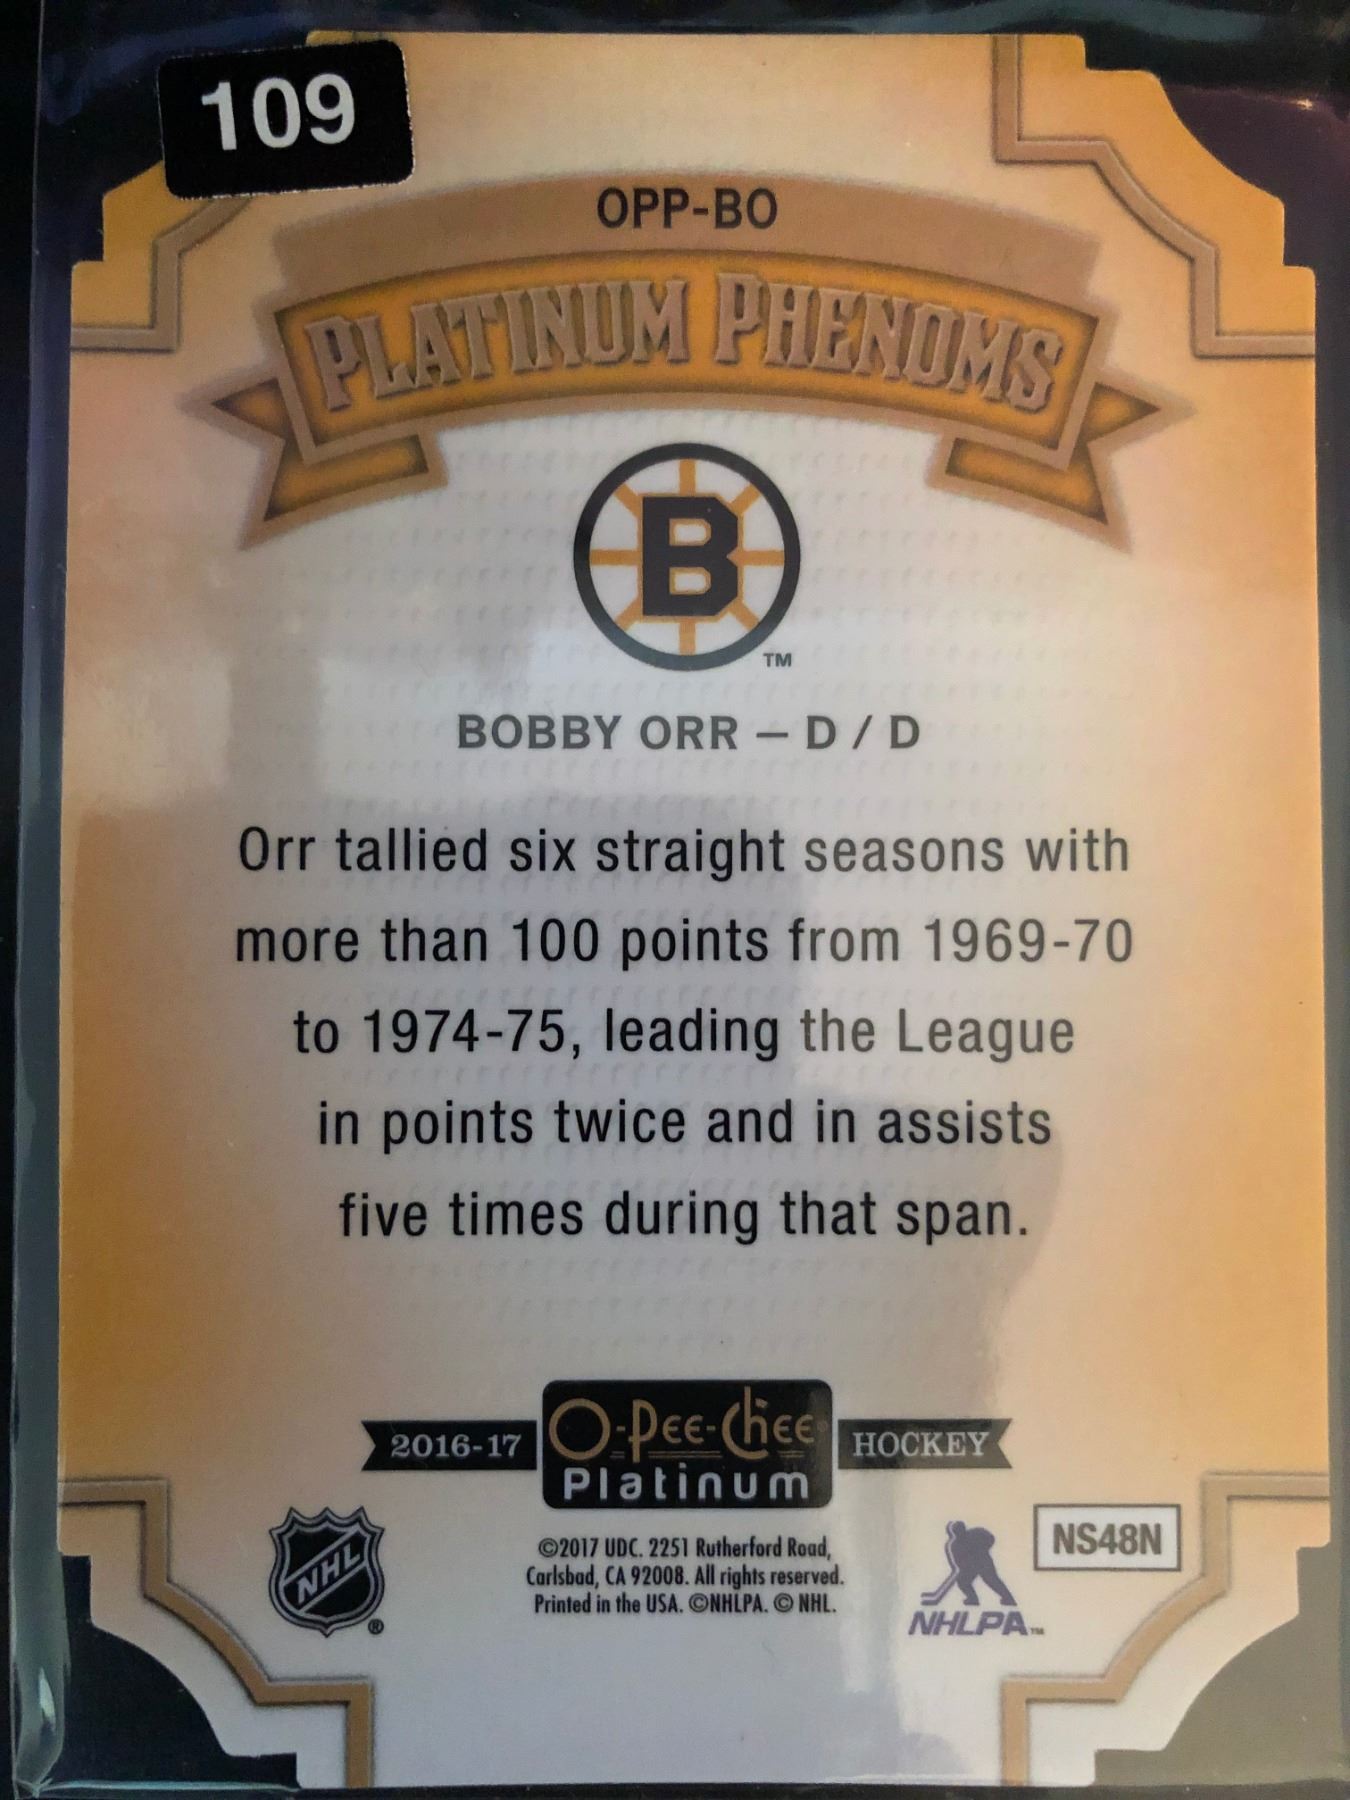 109
OPP-BO
PLATINUM PHENOMS
B
TM
BOBBY ORR — D / D
Orr tallied six straight seasons with
more than 100 points from 1969-70
to 1974-75, leading the League
in points twice and in assists
five times during that span.
2016-17 O-Pee-Chee® HOCKEY
Platinum
NHL ®
©2017 UDC. 2251 Rutherford Road,
Carlsbad, CA 92008. All rights reserved.
Printed in the USA. ©NHLPA. © NHL.
NHLPA™
NS48N